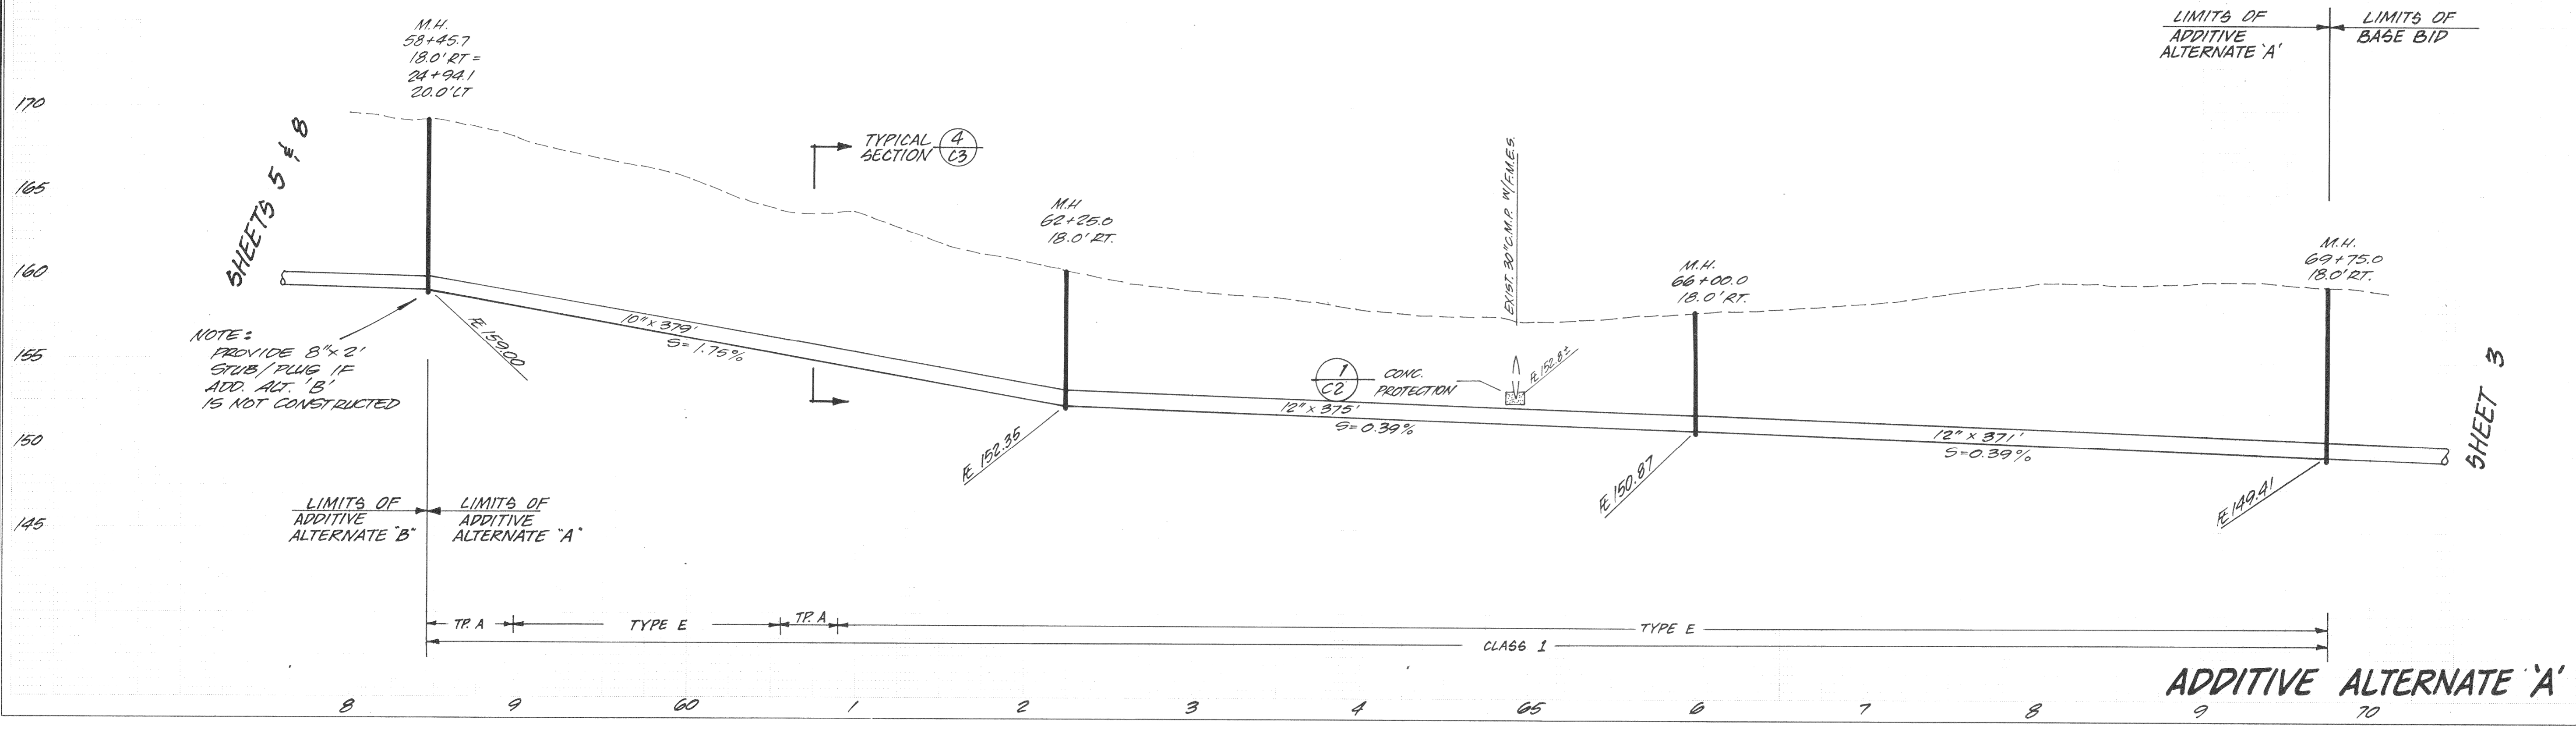 M.H.
58+45.7
18.0' RT =
24+94.1
20.0' LT
LIMITS OF
ADDITIVE
ALTERNATE 'A'
LIMITS OF
BASE BID
170
165
160
155
150
145
SHEETS 5 & 8
TYPICAL
SECTION
4
C3
M.H
62+25.0
18.0' RT.
EXIST. 30" C.M.P. W/F.M.E.S.
M.H.
66+00.0
18.0' RT.
M.H.
69+75.0
18.0' RT.
NOTE:
PROVIDE 8"x 2'
STUB/PLUG IF
ADD. ALT. 'B'
IS NOT CONSTRUCTED
FL 159.00
10" x 379'
S= 1.75%
1
C2
CONC.
PROTECTION
FL 152.8±
12" x 375'
S=0.39%
FL 152.35
12" x 371'
S=0.39%
FL 150.87
FL 149.41
SHEET 3
LIMITS OF
ADDITIVE
ALTERNATE "B"
LIMITS OF
ADDITIVE
ALTERNATE "A"
TP. A
TYPE E
TP. A
TYPE E
CLASS 1
ADDITIVE ALTERNATE 'A'
8 9 60 1 2 3 4 65 6 7 8 9 70